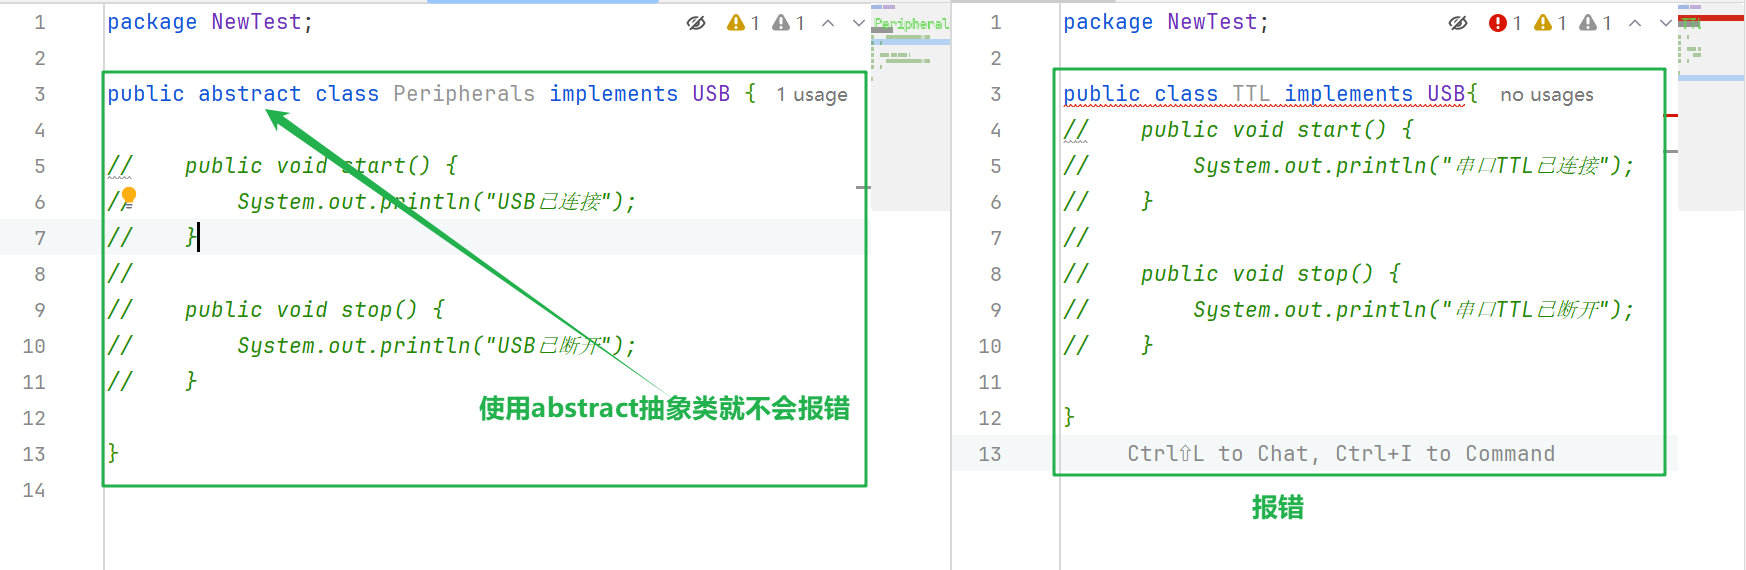 1 package NewTest; 1 1
2
3 public abstract class Peripherals implements USB { 1 usage
4
5 // public void start() {
6 // System.out.println("USB已连接");
7 // }
8 //
9 // public void stop() {
10 // System.out.println("USB已断开");
11 // }
12
13 }
14
使用abstract抽象类就不会报错
Peripheral
1 package NewTest; 1 1 1
2
3 public class TTL implements USB{ no usages
4 // public void start() {
5 // System.out.println("串口TTL已连接");
6 // }
7 //
8 // public void stop() {
9 // System.out.println("串口TTL已断开");
10 // }
11
12 }
13 Ctrl⇧L to Chat, Ctrl+I to Command
报错
TTL